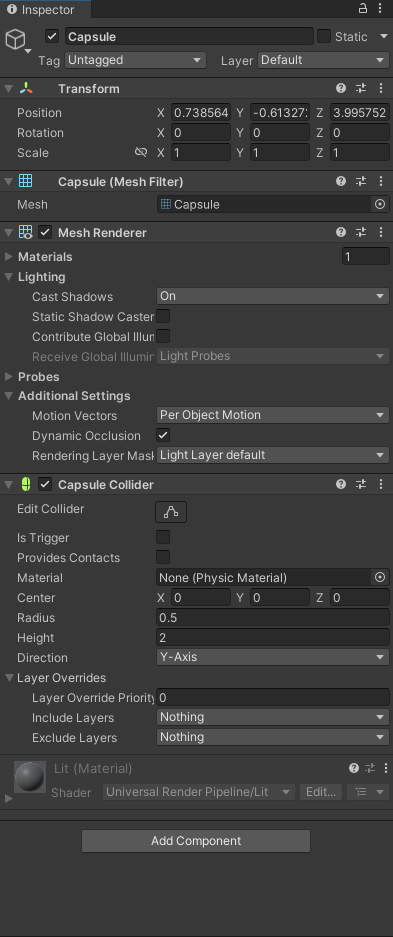 Inspector
Capsule Static
Tag Untagged Layer Default
Transform
Position X 0.738564 Y -0.61327 Z 3.995752
Rotation X 0 Y 0 Z 0
Scale X 1 Y 1 Z 1
Capsule (Mesh Filter)
Mesh Capsule
Mesh Renderer
Materials 1
Lighting
Cast Shadows On
Static Shadow Caster
Contribute Global Illum
Receive Global Illumin Light Probes
Probes
Additional Settings
Motion Vectors Per Object Motion
Dynamic Occlusion
Rendering Layer Mask Light Layer default
Capsule Collider
Edit Collider
Is Trigger
Provides Contacts
Material None (Physic Material)
Center X 0 Y 0 Z 0
Radius 0.5
Height 2
Direction Y-Axis
Layer Overrides
Layer Override Priority 0
Include Layers Nothing
Exclude Layers Nothing
Lit (Material)
Shader Universal Render Pipeline/Lit Edit...
Add Component